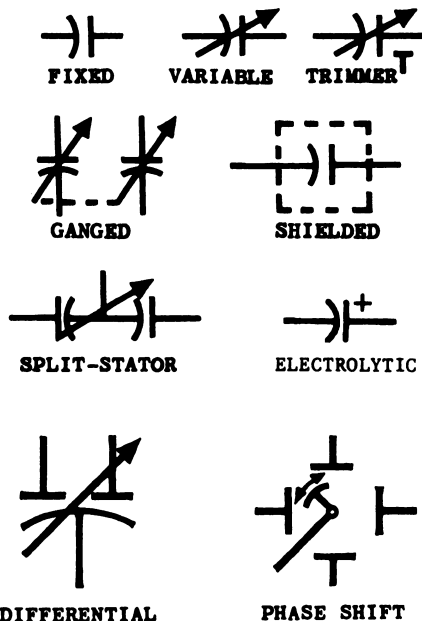 FIXED VARIABLE TRIMMER
T
GANGED SHIELDED
+
SPLIT-STATOR ELECTROLYTIC
DIFFERENTIAL PHASE SHIFT